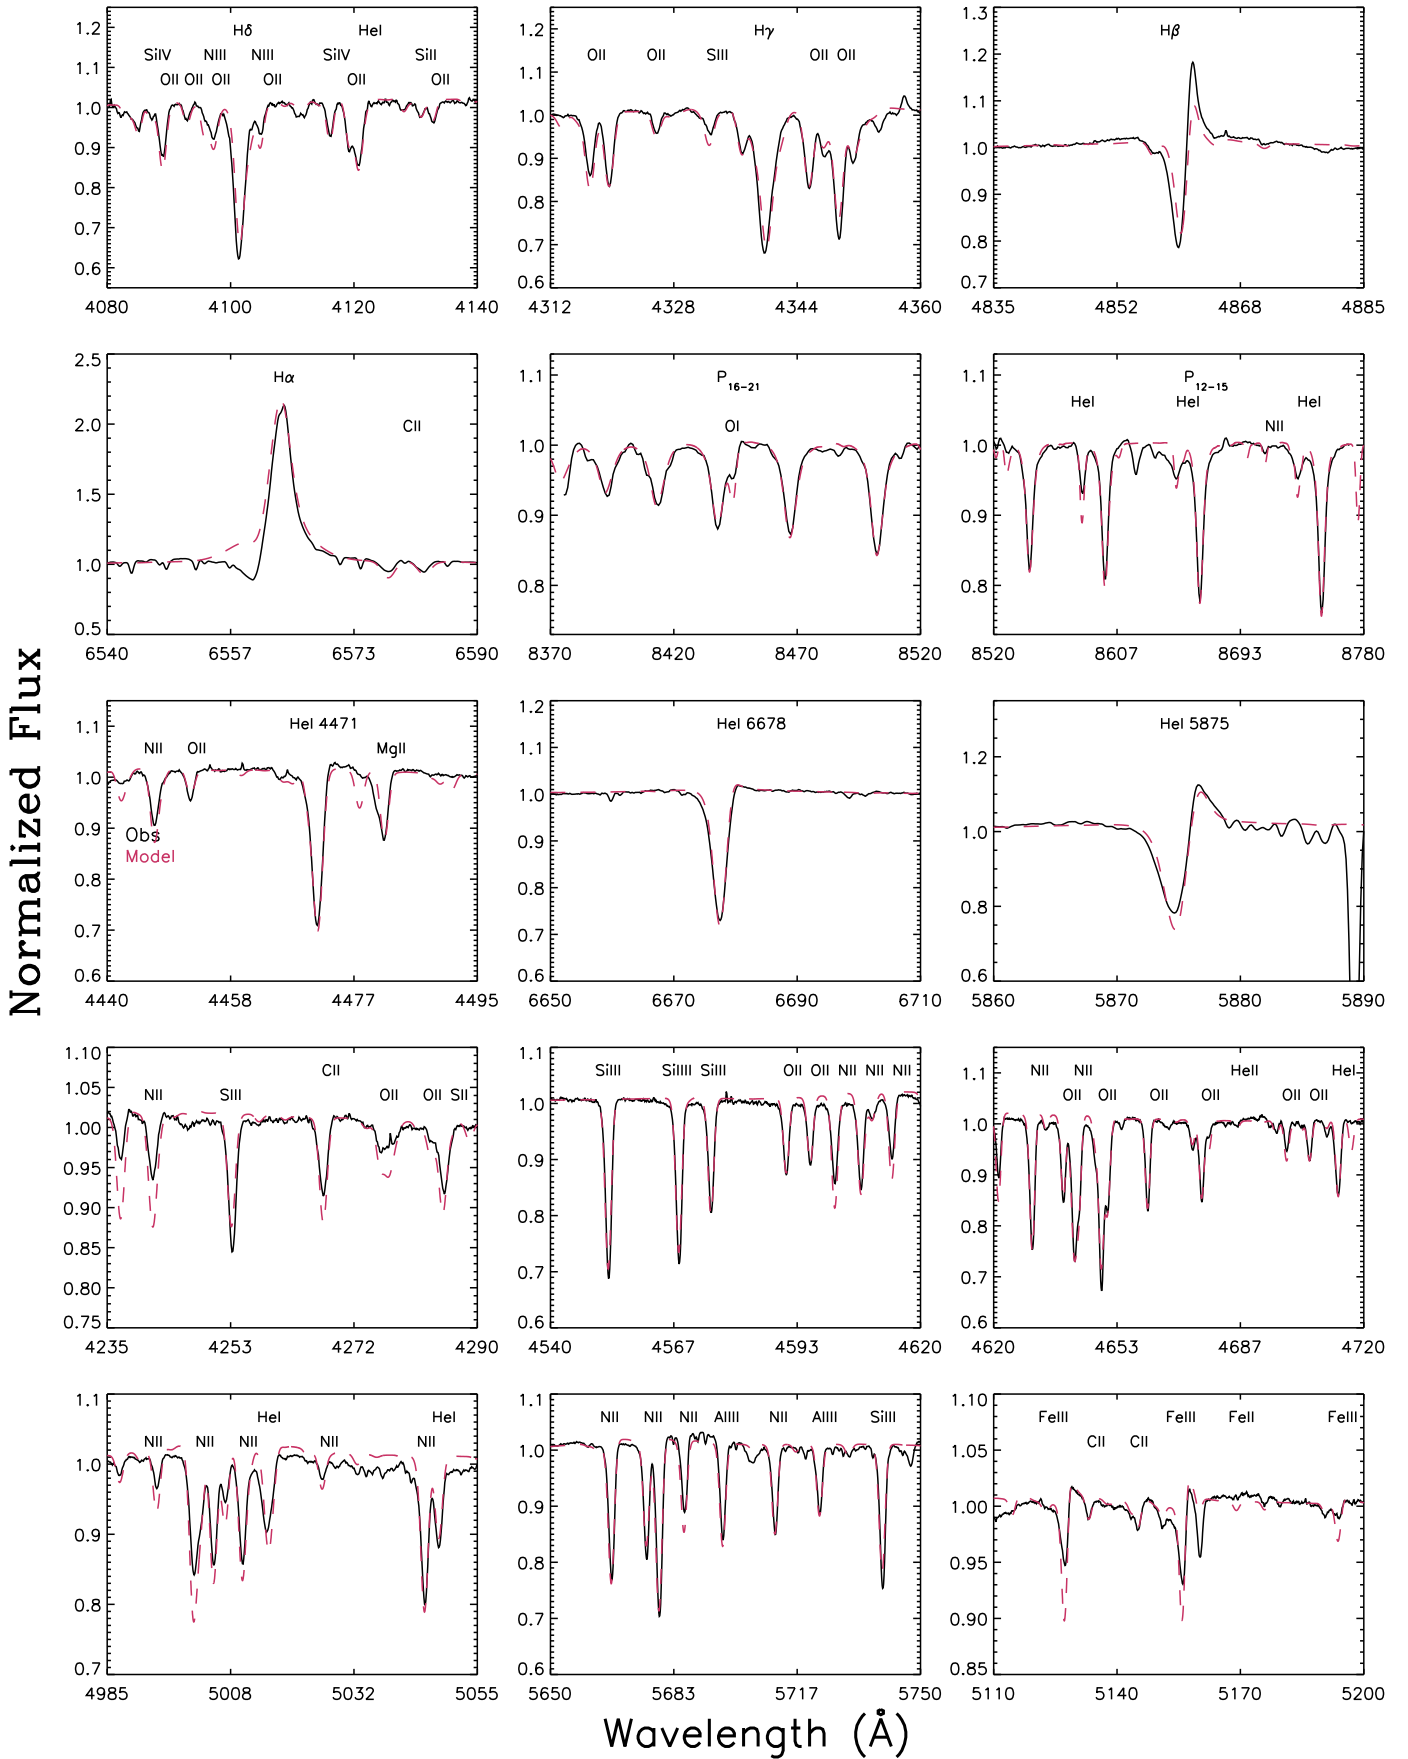 Hδ HeI
SiIV NIII NIII SiIV SiII
OII OII OII OII OII OII
1.2
1.1
1.0
0.9
0.8
0.7
0.6
4080 4100 4120 4140
Hγ
OII OII SIII OII OII
1.2
1.1
1.0
0.9
0.8
0.7
0.6
4312 4328 4344 4360
Hβ
1.3
1.2
1.1
1.0
0.9
0.8
0.7
4835 4852 4868 4885
Hα
CII
2.5
2.0
1.5
1.0
0.5
6540 6557 6573 6590
P16-21
OI
1.1
1.0
0.9
0.8
8370 8420 8470 8520
P12-15
HeI HeI HeI
NII
1.1
1.0
0.9
0.8
8520 8607 8693 8780
HeI 4471
NII OII MgII
Obs
Model
1.1
1.0
0.9
0.8
0.7
0.6
4440 4458 4477 4495
HeI 6678
1.2
1.1
1.0
0.9
0.8
0.7
0.6
6650 6670 6690 6710
HeI 5875
1.2
1.0
0.8
0.6
5860 5870 5880 5890
CII
NII SIII OII OII SII
1.10
1.05
1.00
0.95
0.90
0.85
0.80
0.75
4235 4253 4272 4290
SiIII SiIIII SiIII OII OII NII NII NII
1.1
1.0
0.9
0.8
0.7
0.6
4540 4567 4593 4620
NII NII HeII HeI
OII OII OII OII OII OII
1.1
1.0
0.9
0.8
0.7
0.6
4620 4653 4687 4720
HeI HeI
NII NII NII NII NII
1.1
1.0
0.9
0.8
0.7
4985 5008 5032 5055
NII NII NII AlIII NII AlIII SiIII
1.1
1.0
0.9
0.8
0.7
0.6
5650 5683 5717 5750
FeIII FeIII FeII FeIII
CII CII
1.10
1.05
1.00
0.95
0.90
0.85
5110 5140 5170 5200
Normalized Flux
Wavelength (Å)